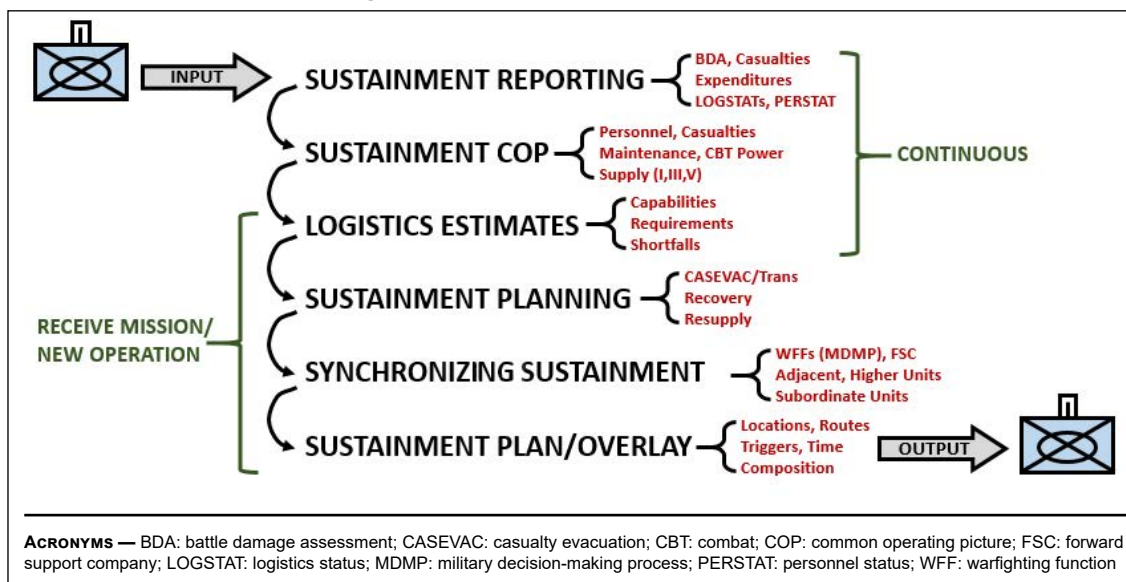 INPUT
SUSTAINMENT REPORTING
BDA, Casualties
Expenditures
LOGSTATs, PERSTAT
SUSTAINMENT COP
Personnel, Casualties
Maintenance, CBT Power
Supply (I,III,V)
CONTINUOUS
LOGISTICS ESTIMATES
Capabilities
Requirements
Shortfalls
SUSTAINMENT PLANNING
CASEVAC/Trans
Recovery
Resupply
RECEIVE MISSION/
NEW OPERATION
SYNCHRONIZING SUSTAINMENT
WFFs (MDMP), FSC
Adjacent, Higher Units
Subordinate Units
SUSTAINMENT PLAN/OVERLAY
Locations, Routes
Triggers, Time
Composition
OUTPUT
ACRONYMS — BDA: battle damage assessment; CASEVAC: casualty evacuation; CBT: combat; COP: common operating picture; FSC: forward
support company; LOGSTAT: logistics status; MDMP: military decision-making process; PERSTAT: personnel status; WFF: warfighting function